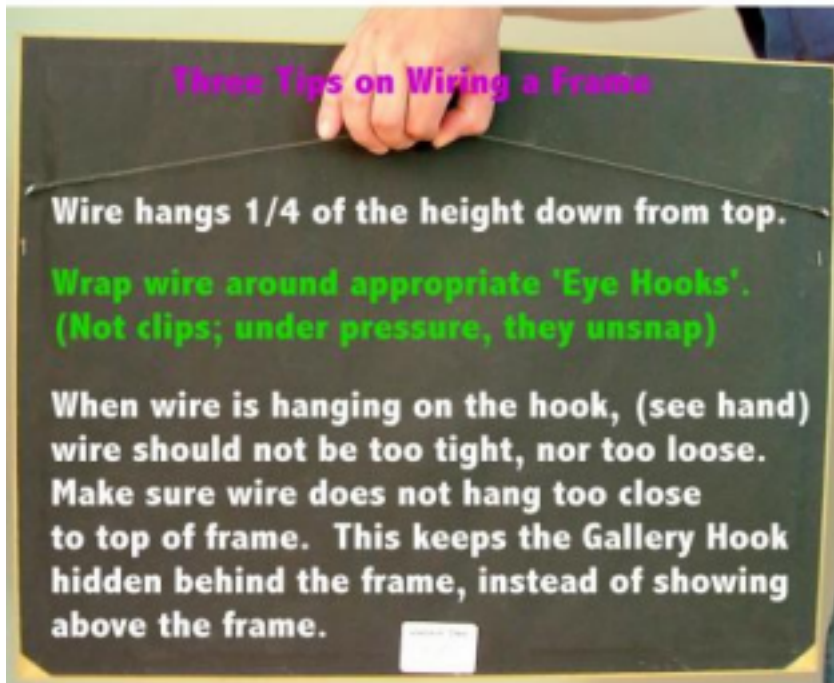 Three Tips on Wiring a Frame
Wire hangs 1/4 of the height down from top.
Wrap wire around appropriate 'Eye Hooks'.
(Not clips; under pressure, they unsnap)
When wire is hanging on the hook, (see hand)
wire should not be too tight, nor too loose.
Make sure wire does not hang too close
to top of frame. This keeps the Gallery Hook
hidden behind the frame, instead of showing
above the frame.